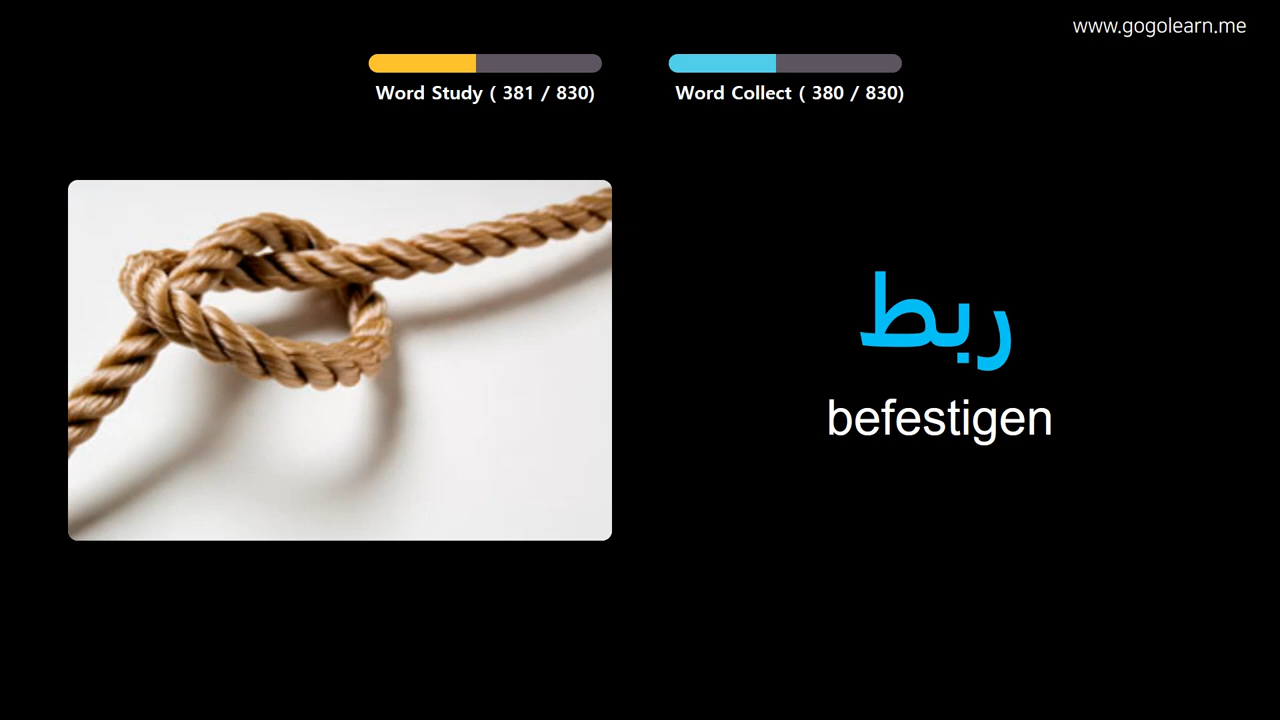 www.gogolearn.me
Word Study ( 381 / 830)
Word Collect ( 380 / 830)
ربط
befestigen